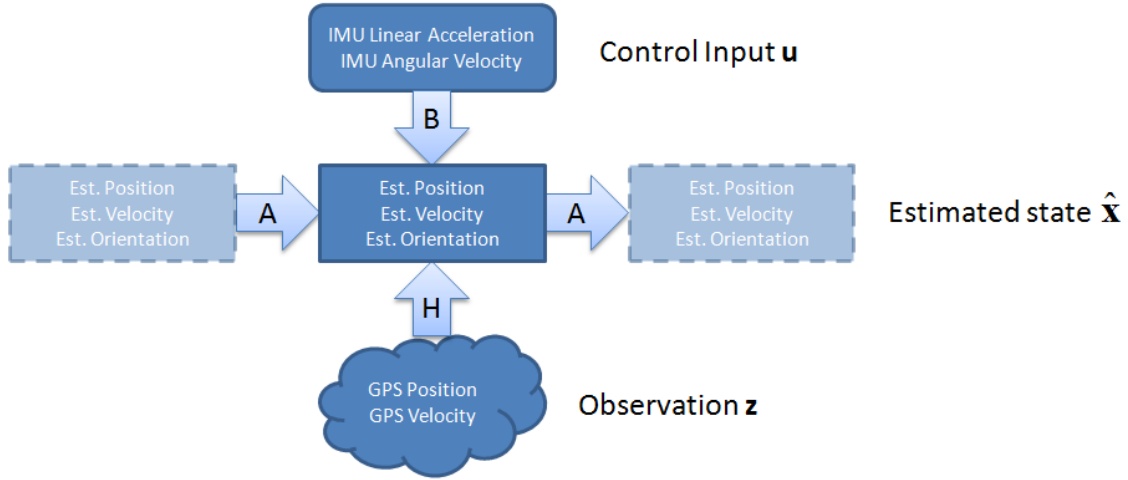 IMU Linear Acceleration
IMU Angular Velocity
Control Input u
B
Est. Position
Est. Velocity
Est. Orientation
A
Est. Position
Est. Velocity
Est. Orientation
A
Est. Position
Est. Velocity
Est. Orientation
Estimated state x̂
H
GPS Position
GPS Velocity
Observation z